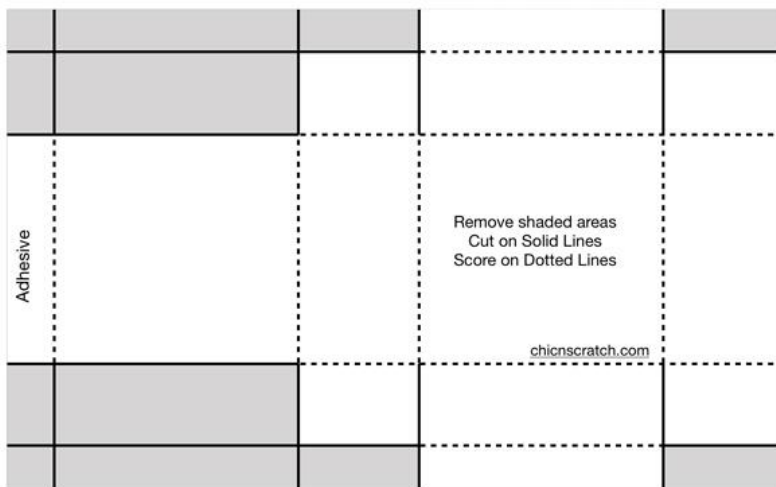 Adhesive
Remove shaded areas
Cut on Solid Lines
Score on Dotted Lines
chicnscratch.com